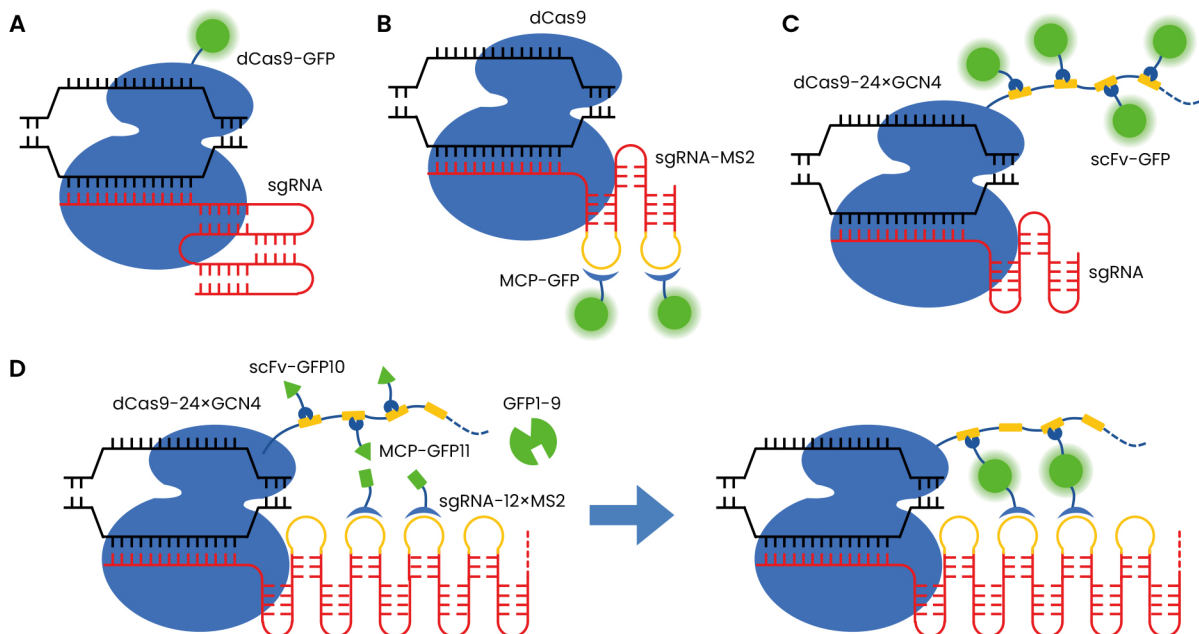 A
dCas9-GFP
sgRNA
B
dCas9
sgRNA-MS2
MCP-GFP
C
dCas9-24×GCN4
scFv-GFP
sgRNA
D
scFv-GFP10
dCas9-24×GCN4
GFP1-9
MCP-GFP11
sgRNA-12×MS2